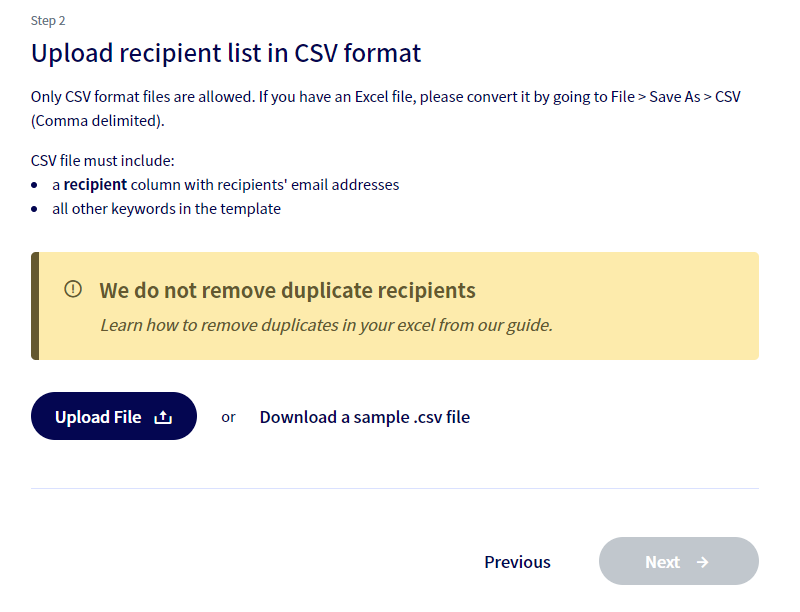 Step 2
Upload recipient list in CSV format
Only CSV format files are allowed. If you have an Excel file, please convert it by going to File > Save As > CSV
(Comma delimited).
CSV file must include:
• a recipient column with recipients' email addresses
• all other keywords in the template
We do not remove duplicate recipients
Learn how to remove duplicates in your excel from our guide.
Upload File or Download a sample .csv file
Previous Next →